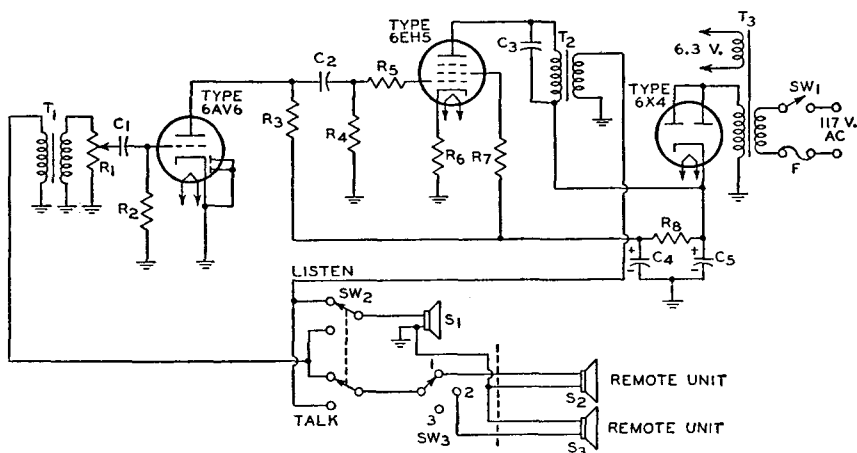 TYPE
6EH5
T3
6.3 V.
C3
T2
TYPE
6AV6
C2
R5
TYPE
6X4
SW1
117 V.
AC
F
T1
C1
R1
R3
R4
R2
R6
R7
R8
+
C4
-
+
C5
-
LISTEN
SW2
S1
1
2
3
SW3
TALK
S2
REMOTE UNIT
S3
REMOTE UNIT